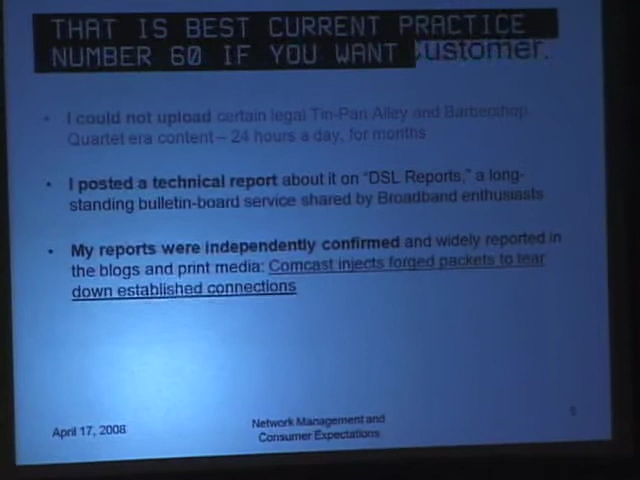 THAT IS BEST CURRENT PRACTICE
NUMBER 60 IF YOU WANT customer.
• I could not upload certain legal Tin-Pan Alley and Barbershop
Quartet era content – 24 hours a day, for months
• I posted a technical report about it on "DSL Reports," a long-
standing bulletin-board service shared by Broadband enthusiasts
• My reports were independently confirmed and widely reported in
the blogs and print media: Comcast injects forged packets to tear
down established connections
April 17, 2008
Network Management and
Consumer Expectations